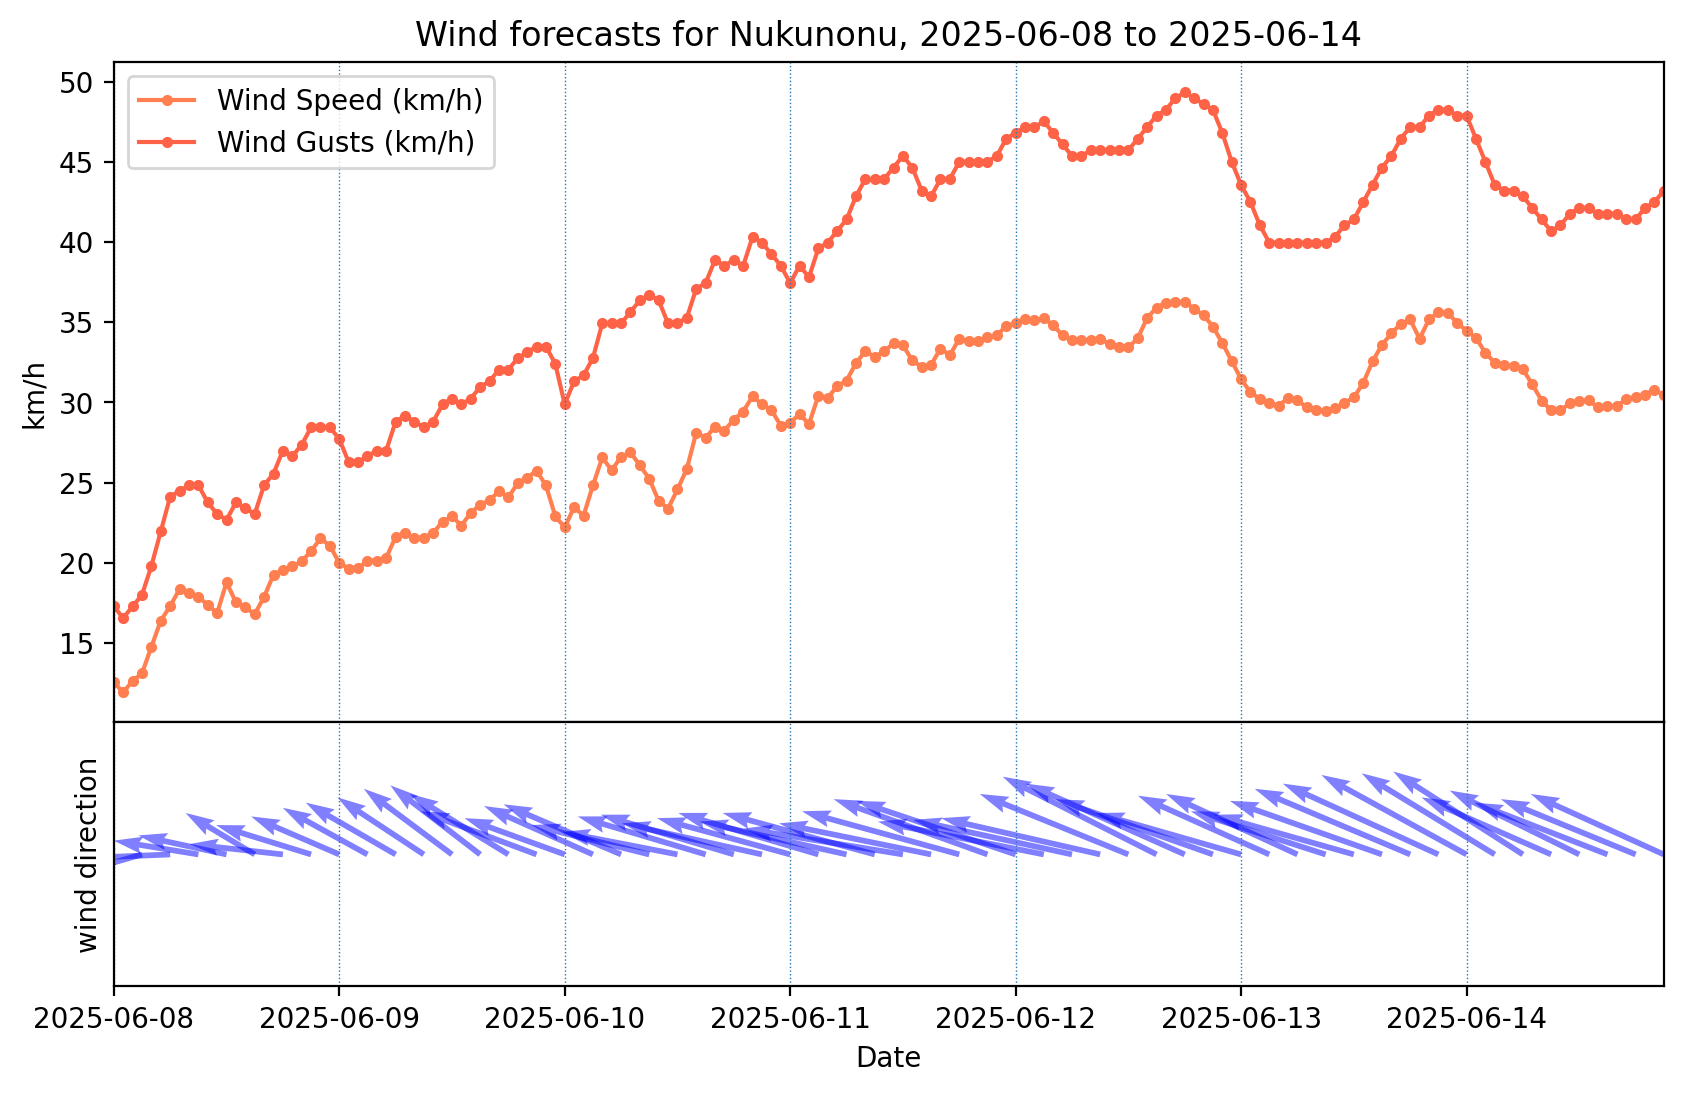 Wind forecasts for Nukunonu, 2025-06-08 to 2025-06-14
Wind Speed (km/h)
Wind Gusts (km/h)
50
45
40
35
30
25
20
15
km/h
wind direction
2025-06-08
2025-06-09
2025-06-10
2025-06-11
2025-06-12
2025-06-13
2025-06-14
Date